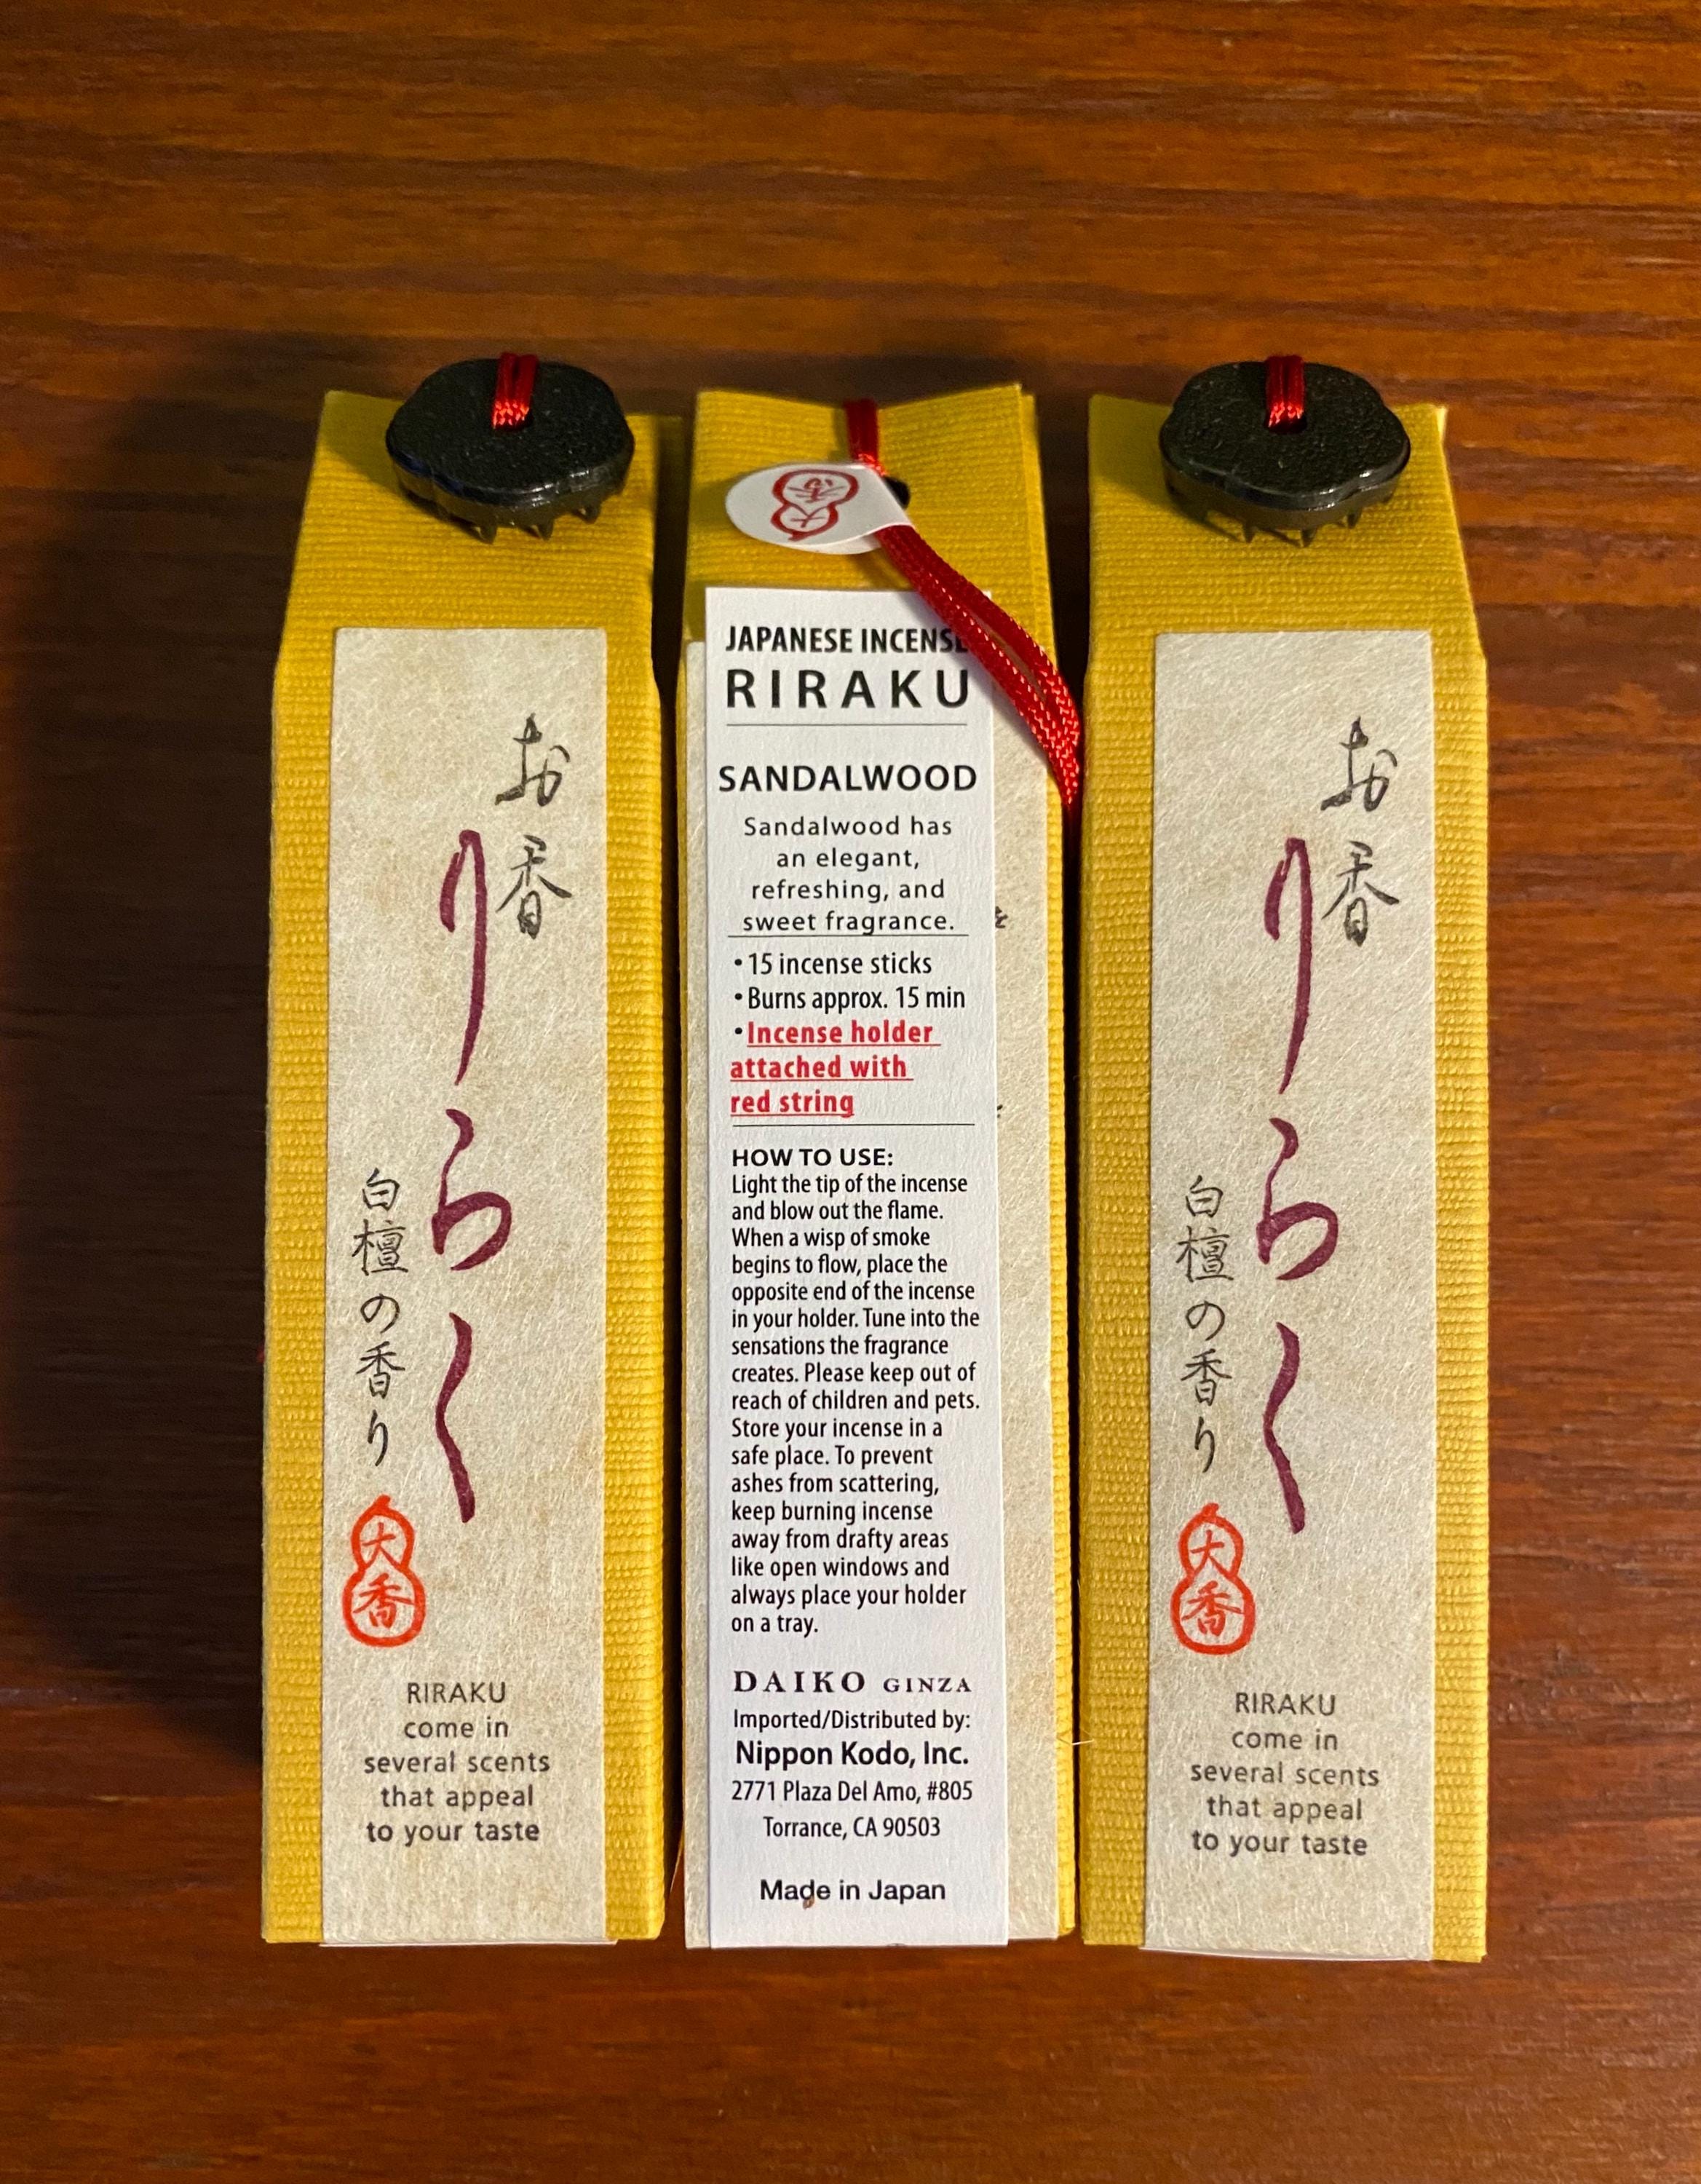 お香
りらく
白檀の香り
大香
RIRAKU
come in
several scents
that appeal
to your taste
大香
JAPANESE INCENSE
RIRAKU
SANDALWOOD
Sandalwood has
an elegant,
refreshing, and
sweet fragrance.
•15 incense sticks
•Burns approx. 15 min
•Incense holder
attached with
red string
HOW TO USE:
Light the tip of the incense
and blow out the flame.
When a wisp of smoke
begins to flow, place the
opposite end of the incense
in your holder. Tune into the
sensations the fragrance
creates. Please keep out of
reach of children and pets.
Store your incense in a
safe place. To prevent
ashes from scattering,
keep burning incense
away from drafty areas
like open windows and
always place your holder
on a tray.
DAIKO GINZA
Imported/Distributed by:
Nippon Kodo, Inc.
2771 Plaza Del Amo, #805
Torrance, CA 90503
Made in Japan
お香
りらく
白檀の香り
大香
RIRAKU
come in
several scents
that appeal
to your taste